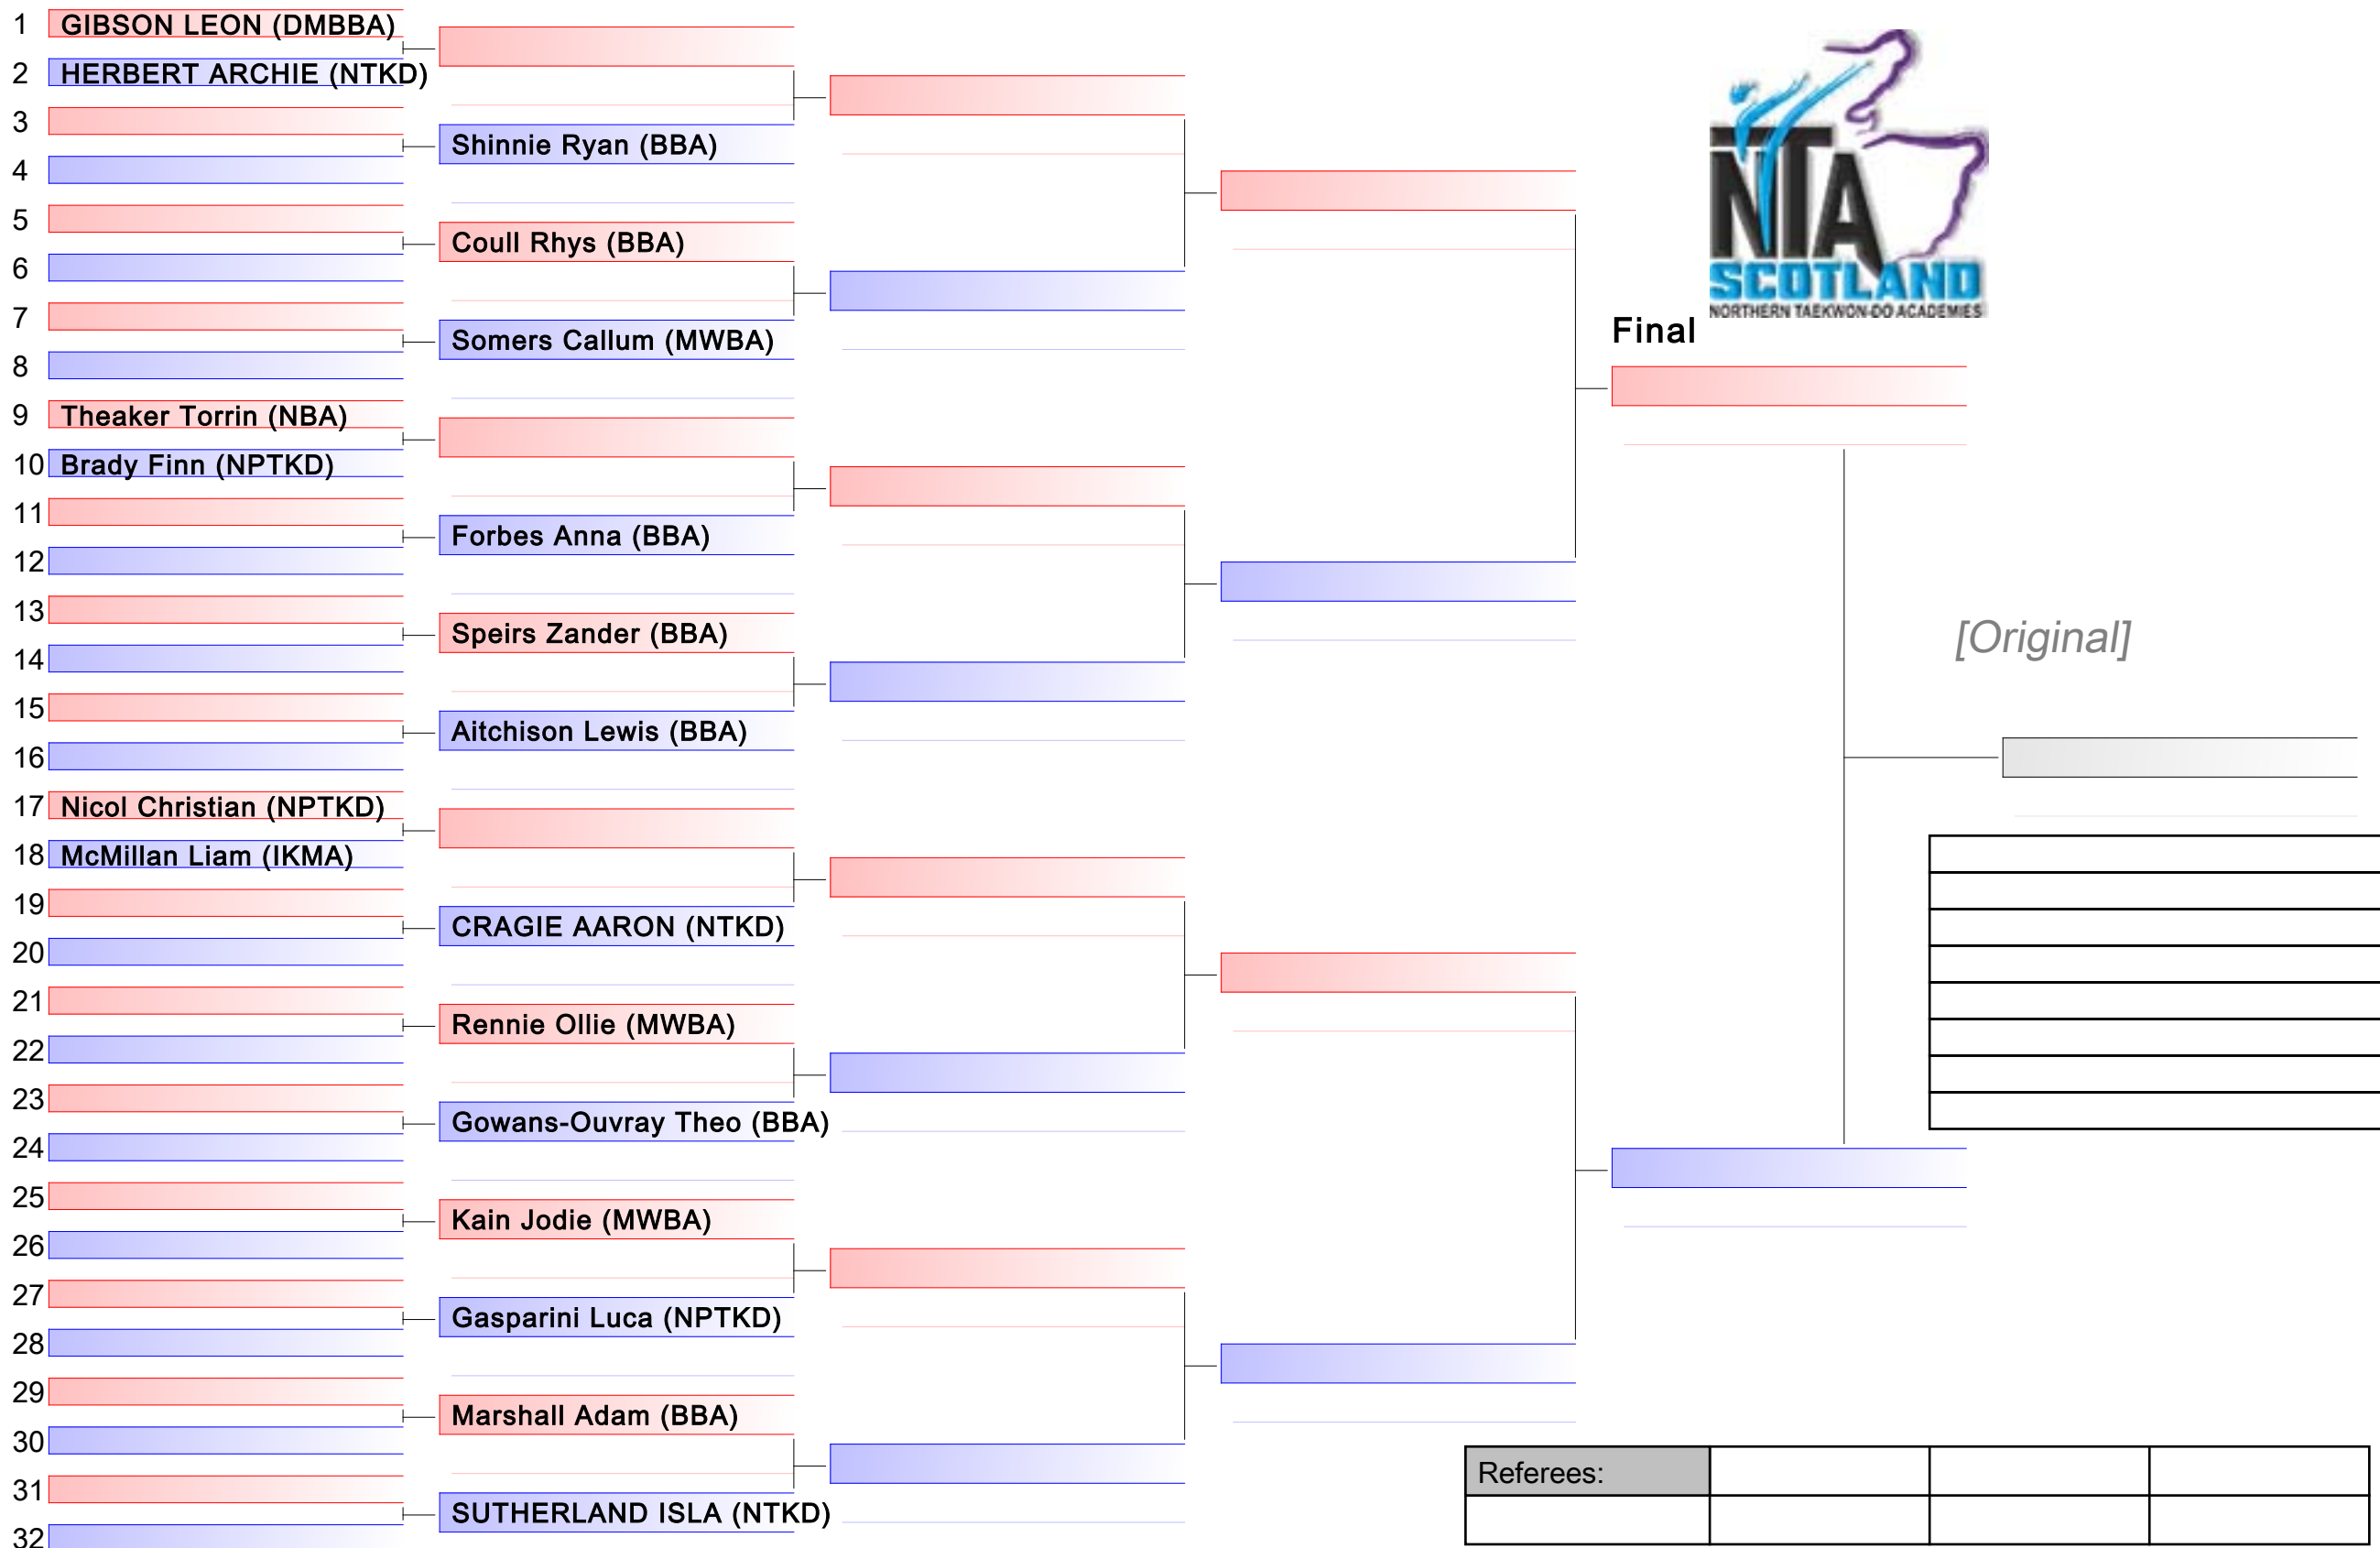 1 GIBSON LEON (DMBBA)
2 HERBERT ARCHIE (NTKD)
3
Shinnie Ryan (BBA)
4
5
Coull Rhys (BBA)
6
7
Somers Callum (MWBA)
8
9 Theaker Torrin (NBA)
10 Brady Finn (NPTKD)
11
Forbes Anna (BBA)
12
13
Speirs Zander (BBA)
14
15
Aitchison Lewis (BBA)
16
17 Nicol Christian (NPTKD)
18 McMillan Liam (IKMA)
19
CRAGIE AARON (NTKD)
20
21
Rennie Ollie (MWBA)
22
23
Gowans-Ouvray Theo (BBA)
24
25
Kain Jodie (MWBA)
26
27
Gasparini Luca (NPTKD)
28
29
Marshall Adam (BBA)
30
31
SUTHERLAND ISLA (NTKD)
32
NTA
SCOTLAND
NORTHERN TAEKWON-DO ACADEMIES
Final
[Original]
Referees: